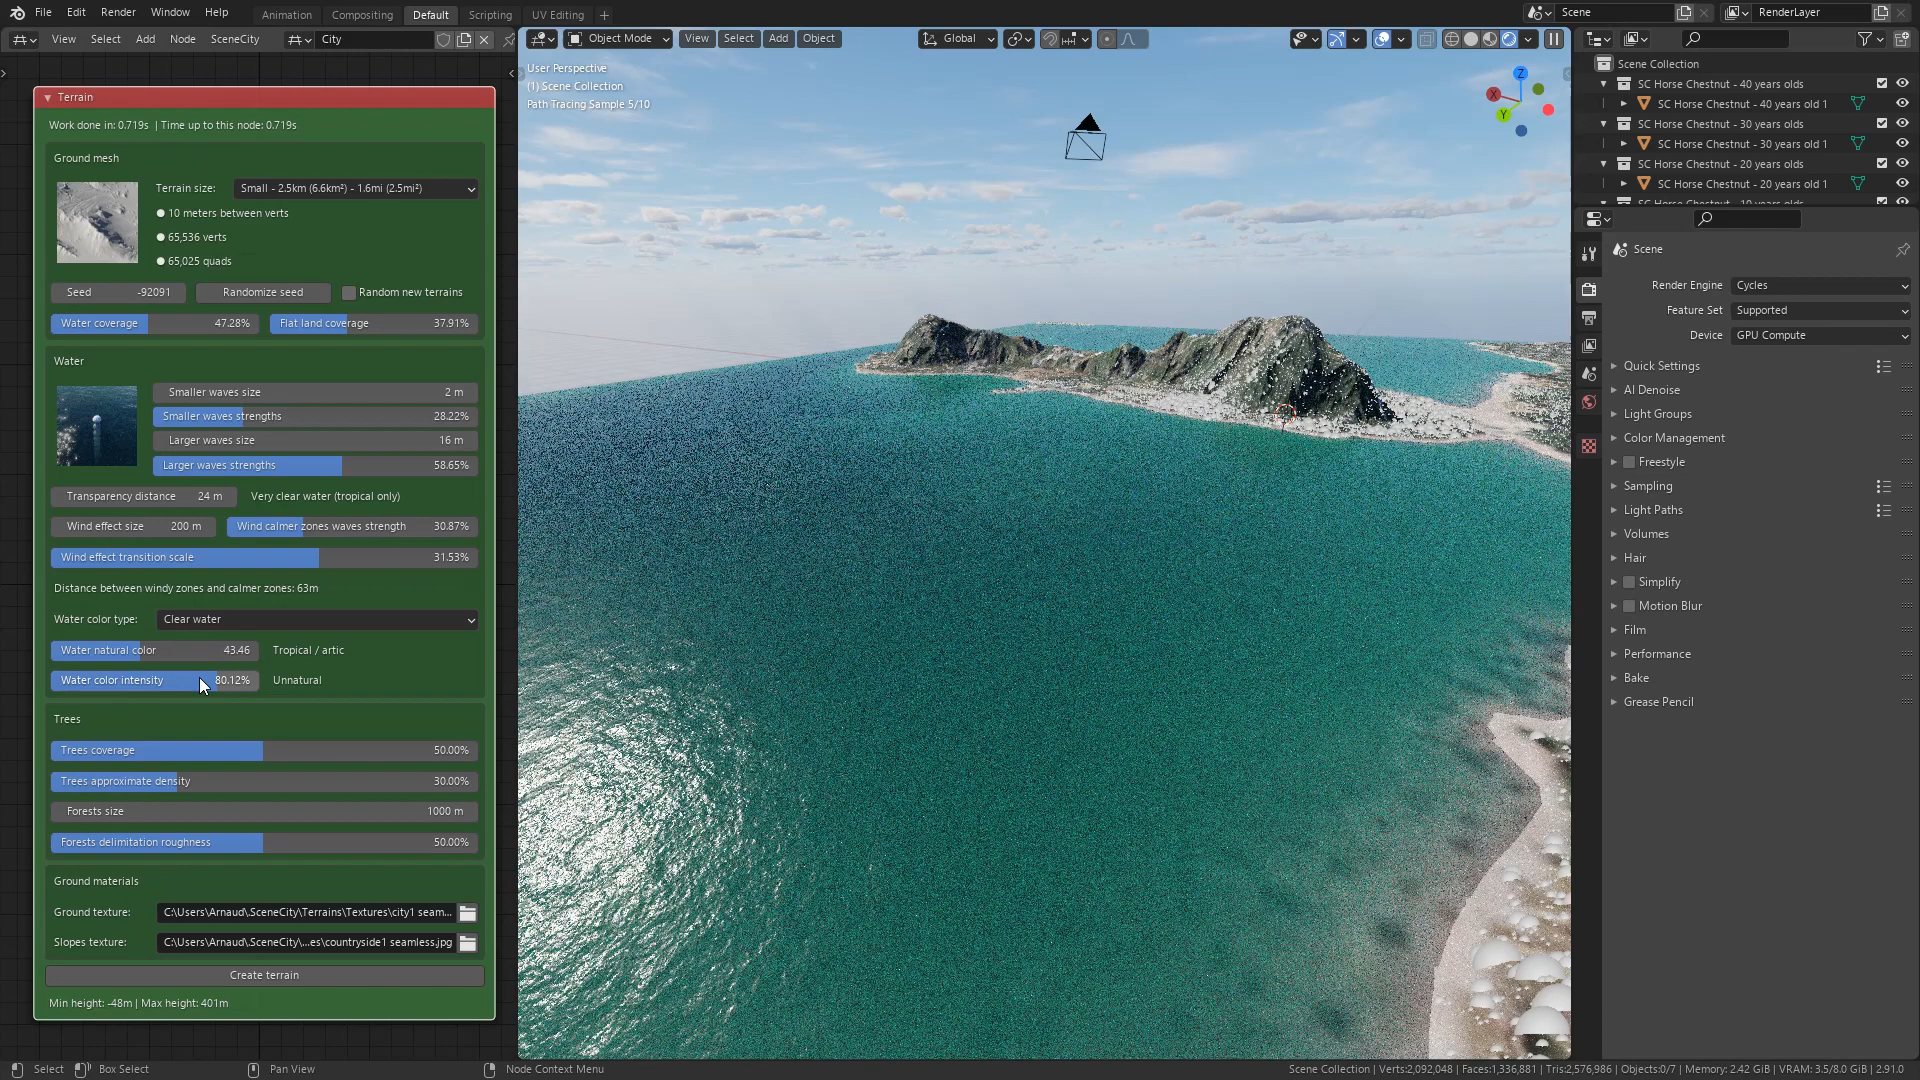 File Edit Render Window Help Animation Compositing Default Scripting UV Editing + Scene RenderLayer
View Select Add Node SceneCity City Object Mode View Select Add Object Global
Terrain
Work done in: 0.719s | Time up to this node: 0.719s
Ground mesh
Terrain size: Small - 2.5km (6.6km²) - 1.6mi (2.5mi²)
10 meters between verts
65,536 verts
65,025 quads
Seed -92091 Randomize seed Random new terrains
Water coverage 47.28% Flat land coverage 37.91%
Water
Smaller waves size 2 m
Smaller waves strengths 28.22%
Larger waves size 16 m
Larger waves strengths 58.65%
Transparency distance 24 m Very clear water (tropical only)
Wind effect size 200 m Wind calmer zones waves strength 30.87%
Wind effect transition scale 31.53%
Distance between windy zones and calmer zones: 63m
Water color type: Clear water
Water natural color 43.46 Tropical / artic
Water color intensity 80.12% Unnatural
Trees
Trees coverage 50.00%
Trees approximate density 30.00%
Forests size 1000 m
Forests delimitation roughness 50.00%
Ground materials
Ground texture: C:\Users\Arnaud\.SceneCity\Terrains\Textures\city1 seam...
Slopes texture: C:\Users\Arnaud\.SceneCity\...es\countryside1 seamless.jpg
Create terrain
Min height: -48m | Max height: 401m
User Perspective
(1) Scene Collection
Path Tracing Sample 5/10
Z
X
Y
Scene Collection
SC Horse Chestnut - 40 years olds
SC Horse Chestnut - 40 years old 1
SC Horse Chestnut - 30 years olds
SC Horse Chestnut - 30 years old 1
SC Horse Chestnut - 20 years olds
SC Horse Chestnut - 20 years old 1
SC Horse Chestnut - 10 years olds
Scene
Render Engine Cycles
Feature Set Supported
Device GPU Compute
Quick Settings
AI Denoise
Light Groups
Color Management
Freestyle
Sampling
Light Paths
Volumes
Hair
Simplify
Motion Blur
Film
Performance
Bake
Grease Pencil
Select Box Select Pan View Node Context Menu Scene Collection | Verts:2,092,048 | Faces:1,336,881 | Tris:2,576,986 | Objects:0/7 | Memory: 2.42 GiB | VRAM: 3.5/8.0 GiB | 2.91.0